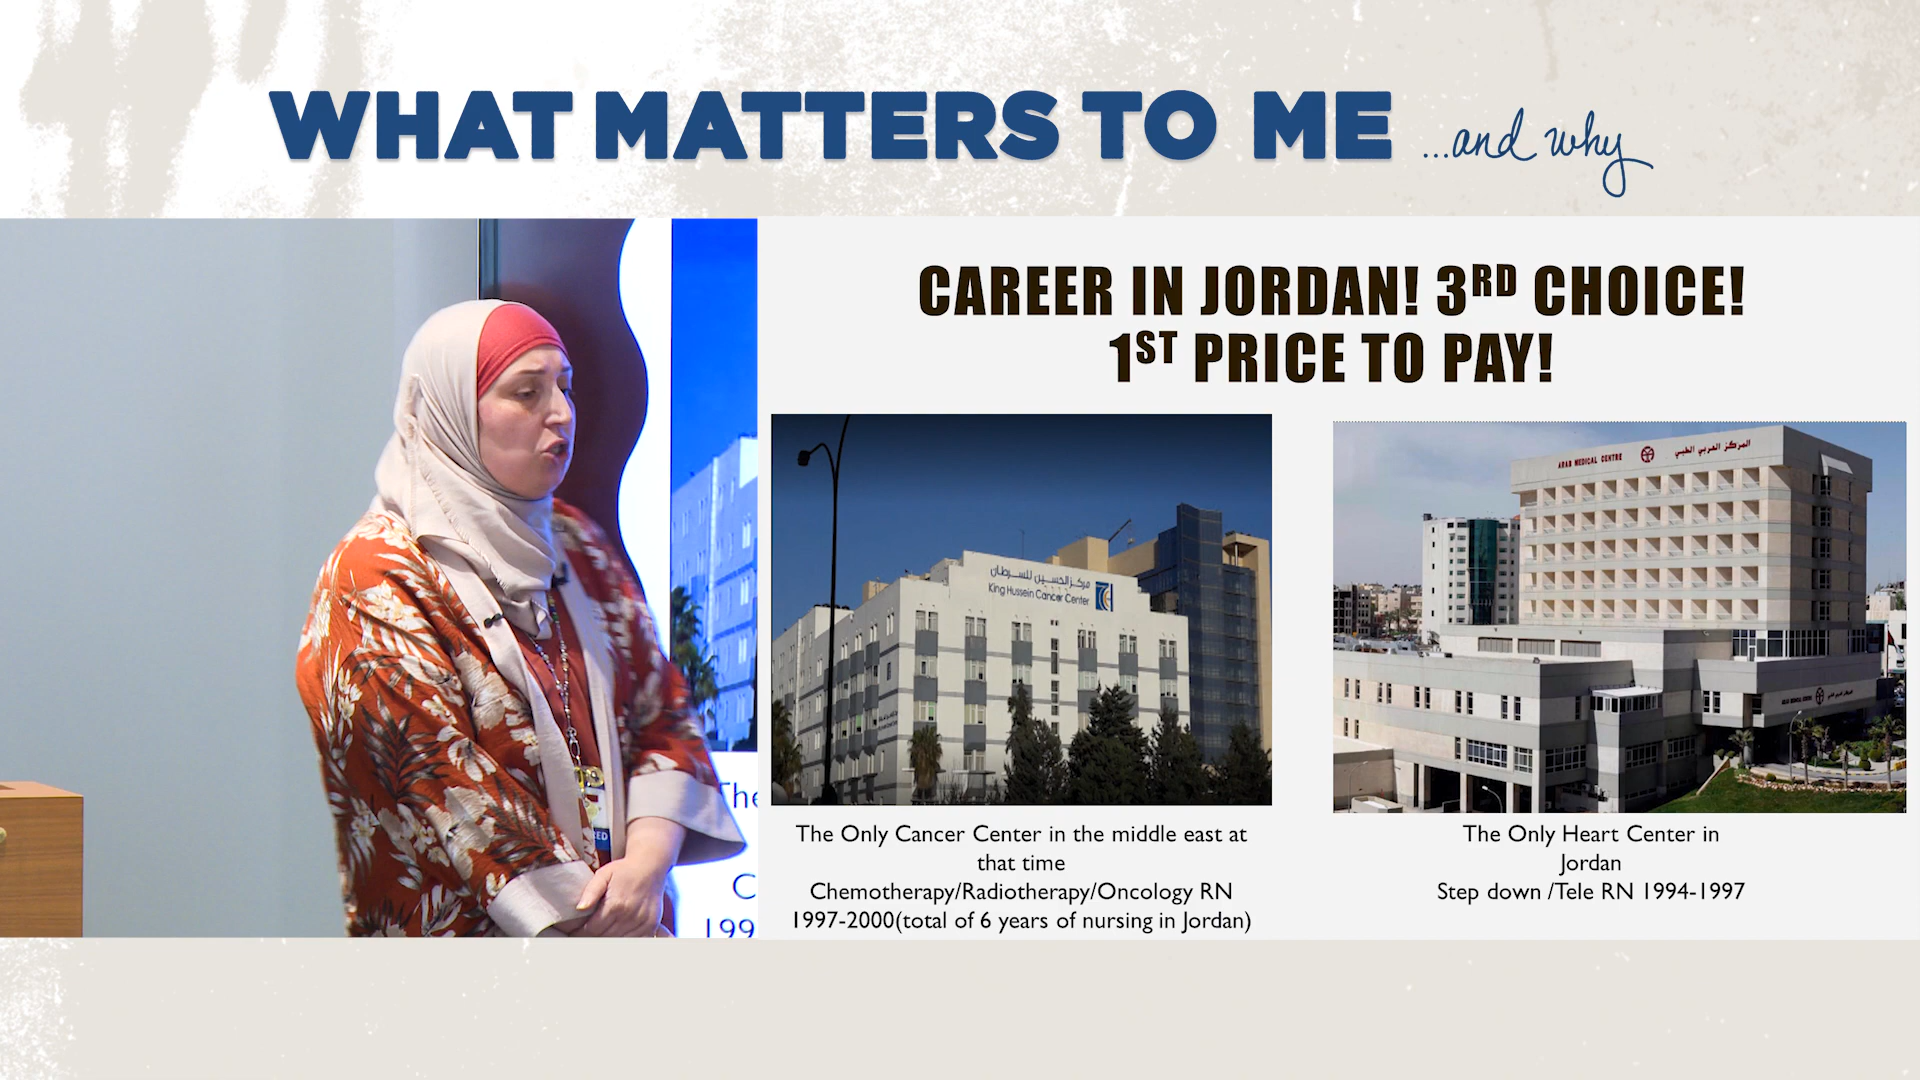 WHAT MATTERS TO ME ...and why
CAREER IN JORDAN! 3RD CHOICE!
1ST PRICE TO PAY!
مركز الحسين للسرطان
King Hussein Cancer Center
ARAB MEDICAL CENTRE المركز العربي الطبي
The Only Cancer Center in the middle east at
that time
Chemotherapy/Radiotherapy/Oncology RN
1997-2000(total of 6 years of nursing in Jordan)
The Only Heart Center in
Jordan
Step down /Tele RN 1994-1997
The
C
199